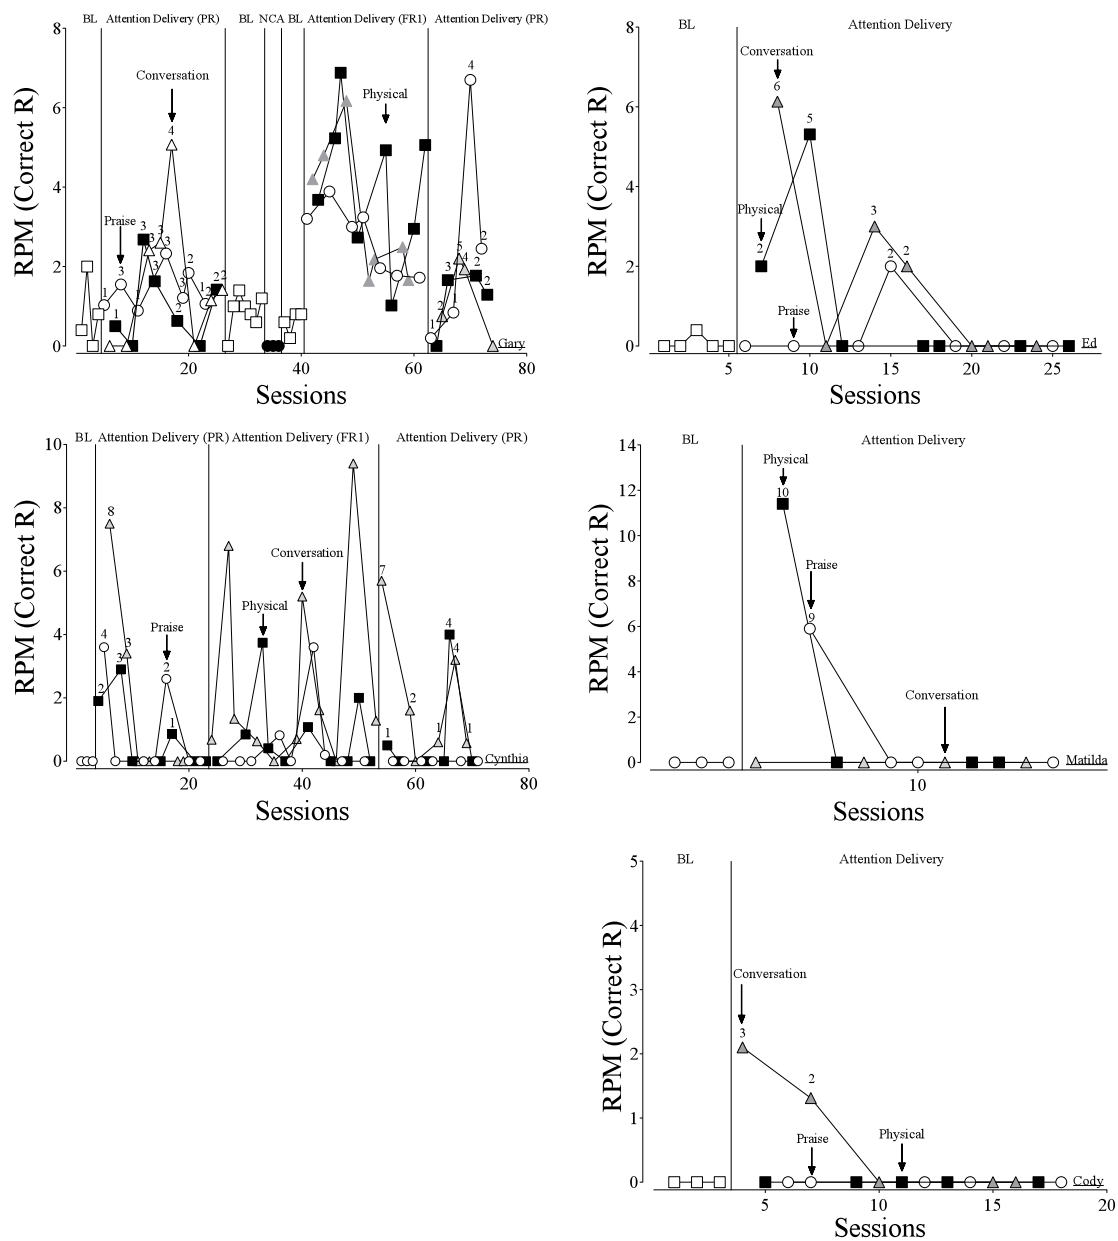 BL Attention Delivery (PR) BL NCA BL Attention Delivery (FR1) Attention Delivery (PR)
8
Conversation
Physical
4
4
6
RPM (Correct R)
4
Praise
3
3
3
3
3
3
2
1
1
3
2
1
2
2
2
5
4
3
2
2
2
2
1
1
2
0
Gary
20 40 60 80
Sessions
BL Attention Delivery
8
Conversation
6
6
5
RPM (Correct R)
4
Physical
2
3
2
2
2
Praise
0
Ed
5 10 15 20 25
Sessions
BL Attention Delivery (PR) Attention Delivery (FR1) Attention Delivery (PR)
10
8
8
RPM (Correct R)
6
Conversation
7
Physical
Praise
4
4
3
3
2
2
1
4
4
2
1
1
1
0
Cynthia
20 40 60 80
Sessions
BL Attention Delivery
14
Physical
10
12
10
RPM (Correct R)
8
Praise
9
6
4
Conversation
2
0
Matilda
10
Sessions
BL Attention Delivery
5
4
RPM (Correct R)
Conversation
3
3
2
2
1
Praise
Physical
0
Cody
5 10 15 20
Sessions